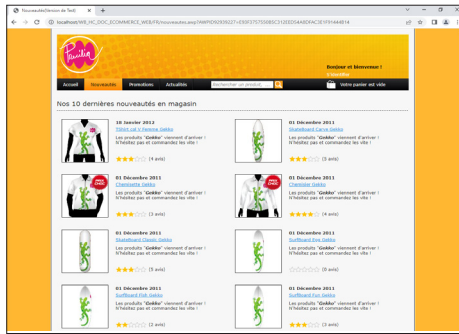 Nouveautés(Version de Test)
Pausilio
Bonjour et bienvenue !
S'identifier
Accueil Nouveautés Promotions Actualités Rechercher un produit, ... Votre panier est vide
Nos 10 dernières nouveautés en magasin
18 Janvier 2012
TShirt col V Femme Gekko
Les produits "Gekko" viennent d'arriver !
N'hésitez pas et commandez les vite !
(4 avis)
01 Décembre 2011
Skateboard Carve Gekko
Les produits "Gekko" viennent d'arriver !
N'hésitez pas et commandez les vite !
(5 avis)
01 Décembre 2011
Chemisette Gekko
Les produits "Gekko" viennent d'arriver !
N'hésitez pas et commandez les vite !
(3 avis)
01 Décembre 2011
Chemisier Gekko
Les produits "Gekko" viennent d'arriver !
N'hésitez pas et commandez les vite !
(4 avis)
01 Décembre 2011
Skateboard Classic Gekko
Les produits "Gekko" viennent d'arriver !
N'hésitez pas et commandez les vite !
(5 avis)
01 Décembre 2011
Surfboard Evo Gekko
Les produits "Gekko" viennent d'arriver !
N'hésitez pas et commandez les vite !
(0 avis)
01 Décembre 2011
Surfboard Fish Gekko
Les produits "Gekko" viennent d'arriver !
N'hésitez pas et commandez les vite !
(2 avis)
01 Décembre 2011
Surfboard Fun Gekko
Les produits "Gekko" viennent d'arriver !
N'hésitez pas et commandez les vite !
(2 avis)